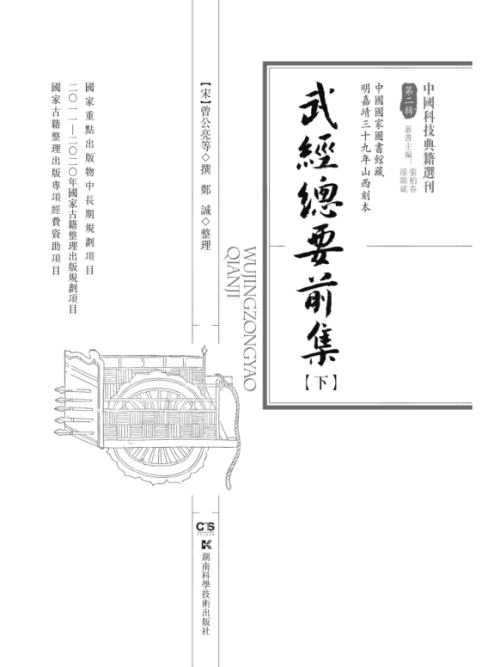 中國科技典籍選刊
第二輯
叢書主編：張柏春
孫顯斌
中國國家圖書館藏
明嘉靖三十九年山西刻本
武經總要前集
【下】
WUJINGZONGYAO
QIANJI
【宋】曾公亮等◇撰 鄭誠◇整理
國家重點出版物中長期規劃項目
二〇一一—二〇二〇年國家古籍整理出版規劃項目
國家古籍整理出版專項經費資助項目
CS
湖南科學技術出版社